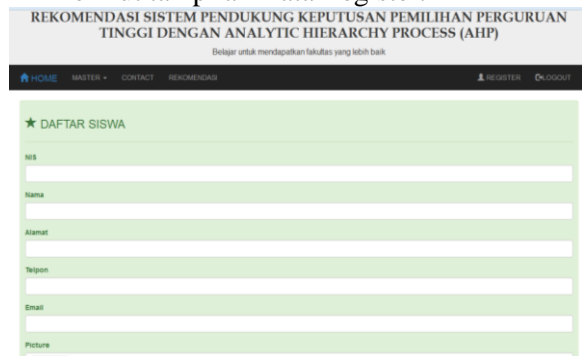 REKOMENDASI SISTEM PENDUKUNG KEPUTUSAN PEMILIHAN PERGURUAN
TINGGI DENGAN ANALYTIC HIERARCHY PROCESS (AHP)
Belajar untuk mendapatkan fakultas yang lebih baik
HOME MASTER CONTACT REKOMENDASI REGISTER LOGOUT
DAFTAR SISWA
NIS
Nama
Alamat
Telpon
Email
Picture